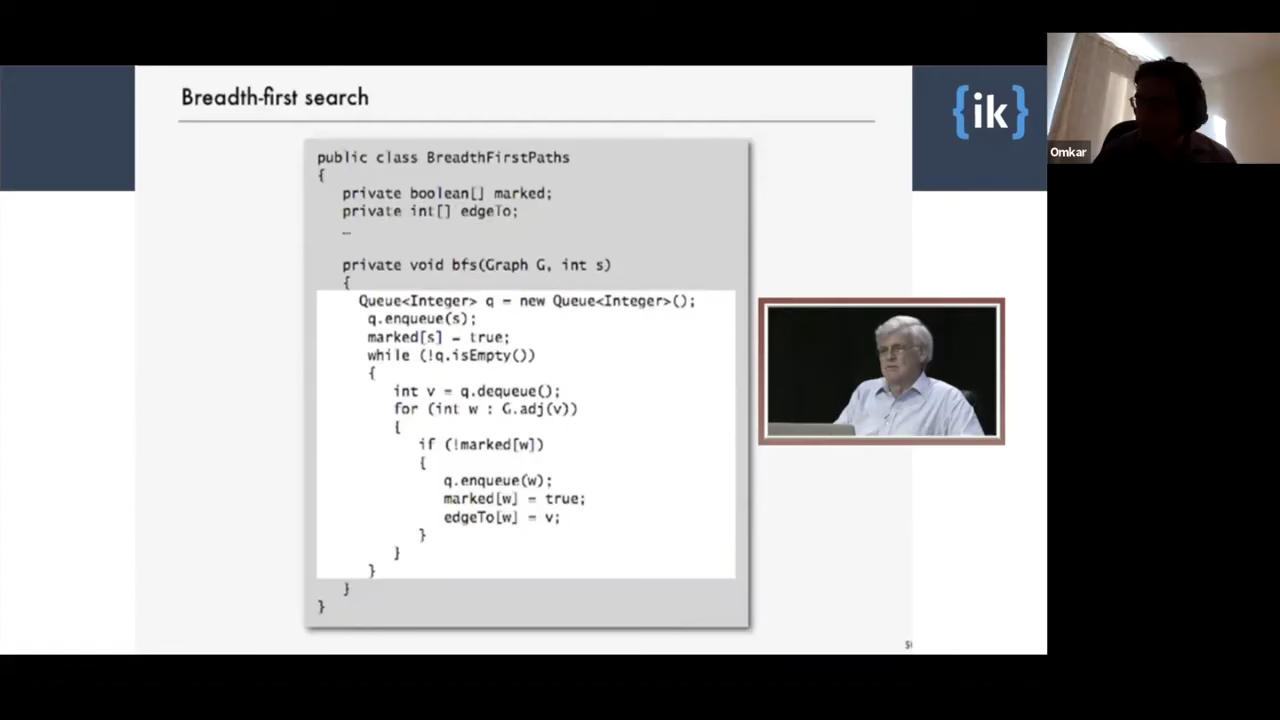 Breadth-first search
{ik}
Omkar
public class BreadthFirstPaths
{
private boolean[] marked;
private int[] edgeTo;
…
private void bfs(Graph G, int s)
{
Queue<Integer> q = new Queue<Integer>();
q.enqueue(s);
marked[s] = true;
while (!q.isEmpty())
{
int v = q.dequeue();
for (int w : G.adj(v))
{
if (!marked[w])
{
q.enqueue(w);
marked[w] = true;
edgeTo[w] = v;
}
}
}
}
}